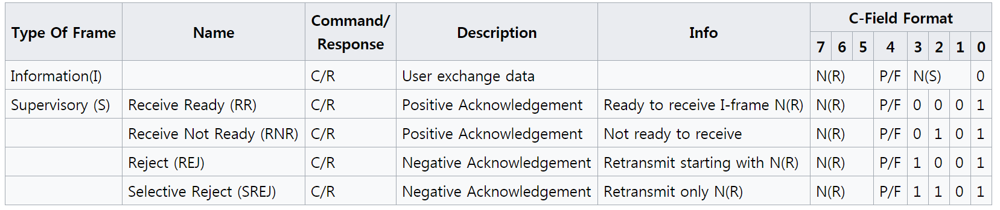 Type Of Frame Name Command/ Response Description Info C-Field Format
7 6 5 4 3 2 1 0
Information(I) C/R User exchange data N(R) P/F N(S) 0
Supervisory (S) Receive Ready (RR) C/R Positive Acknowledgement Ready to receive I-frame N(R) N(R) P/F 0 0 0 1
Receive Not Ready (RNR) C/R Positive Acknowledgement Not ready to receive N(R) P/F 0 1 0 1
Reject (REJ) C/R Negative Acknowledgement Retransmit starting with N(R) N(R) P/F 1 0 0 1
Selective Reject (SREJ) C/R Negative Acknowledgement Retransmit only N(R) N(R) P/F 1 1 0 1